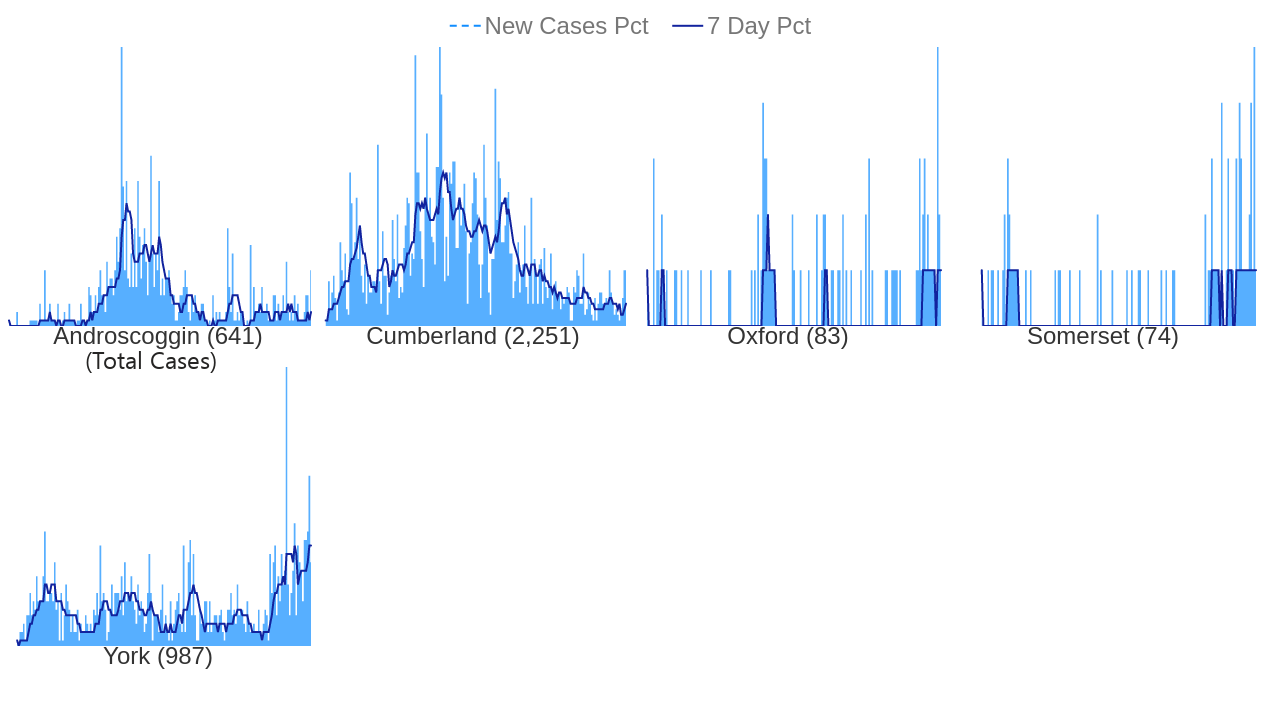 New Cases Pct 7 Day Pct
Androscoggin (641) Cumberland (2,251) Oxford (83) Somerset (74)
(Total Cases)
York (987)